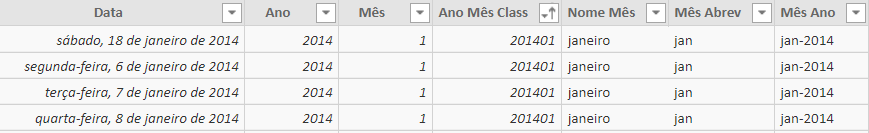 Data Ano Mês Ano Mês Class Nome Mês Mês Abrev Mês Ano
sábado, 18 de janeiro de 2014 2014 1 201401 janeiro jan jan-2014
segunda-feira, 6 de janeiro de 2014 2014 1 201401 janeiro jan jan-2014
terça-feira, 7 de janeiro de 2014 2014 1 201401 janeiro jan jan-2014
quarta-feira, 8 de janeiro de 2014 2014 1 201401 janeiro jan jan-2014